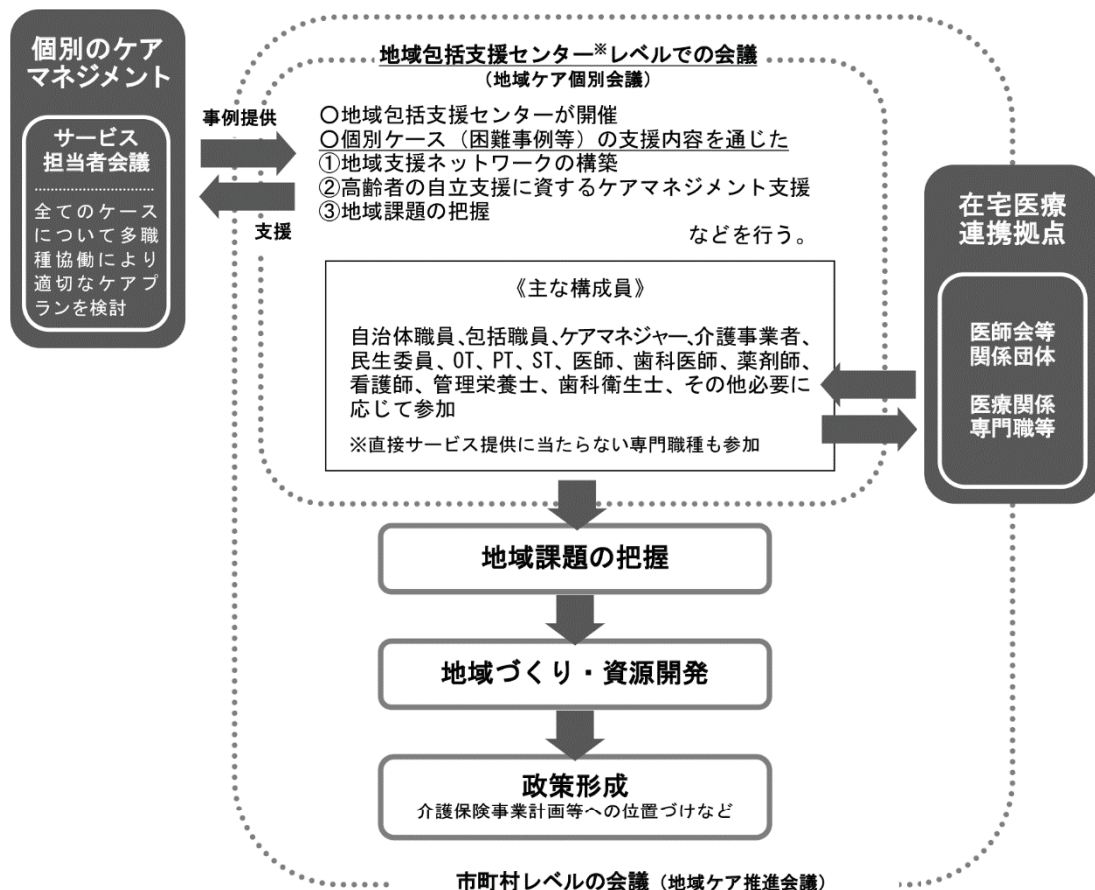 個別のケア
マネジメント
サービス
担当者会議
全てのケース
について多職
種協働により
適切なケアプ
ランを検討
事例提供
支援
地域包括支援センター※レベルでの会議
（地域ケア個別会議）
〇地域包括支援センターが開催
〇個別ケース（困難事例等）の支援内容を通じた
①地域支援ネットワークの構築
②高齢者の自立支援に資するケアマネジメント支援
③地域課題の把握
などを行う。
《主な構成員》
自治体職員、包括職員、ケアマネジャー、介護事業者、
民生委員、OT、PT、ST、医師、歯科医師、薬剤師、
看護師、管理栄養士、歯科衛生士、その他必要に
応じて参加
※直接サービス提供に当たらない専門職種も参加
在宅医療
連携拠点
医師会等
関係団体
医療関係
専門職等
地域課題の把握
地域づくり・資源開発
政策形成
介護保険事業計画等への位置づけなど
市町村レベルの会議（地域ケア推進会議）